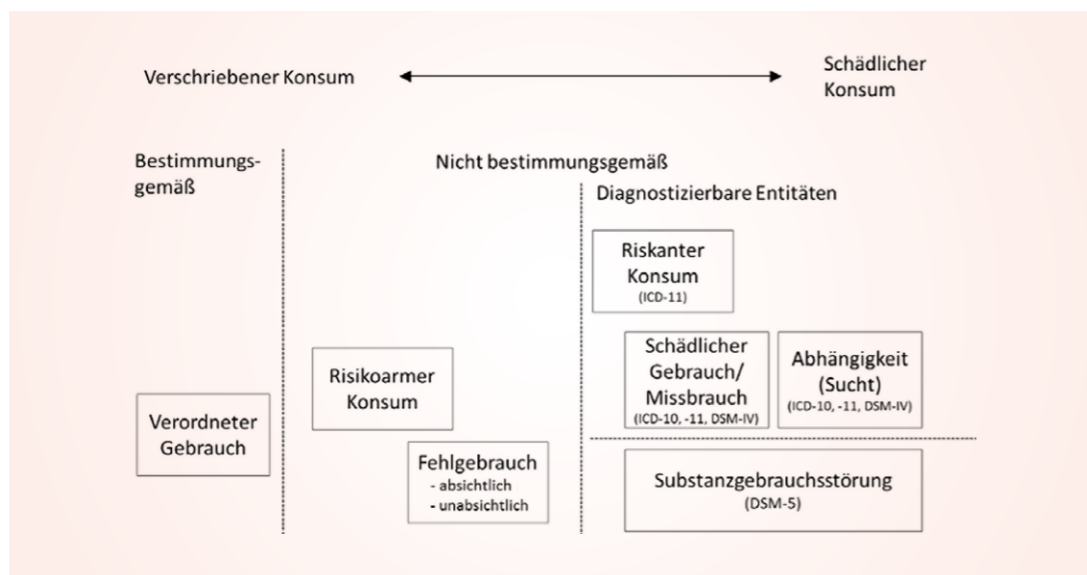 Verschriebener Konsum
Schädlicher
Konsum
Bestimmungs-
gemäß
Nicht bestimmungsgemäß
Diagnostizierbare Entitäten
Riskanter
Konsum
(ICD-11)
Schädlicher
Gebrauch/
Missbrauch
(ICD-10, -11, DSM-IV)
Abhängigkeit
(Sucht)
(ICD-10, -11, DSM-IV)
Risikoarmer
Konsum
Verordneter
Gebrauch
Fehlgebrauch
- absichtlich
- unabsichtlich
Substanzgebrauchsstörung
(DSM-5)